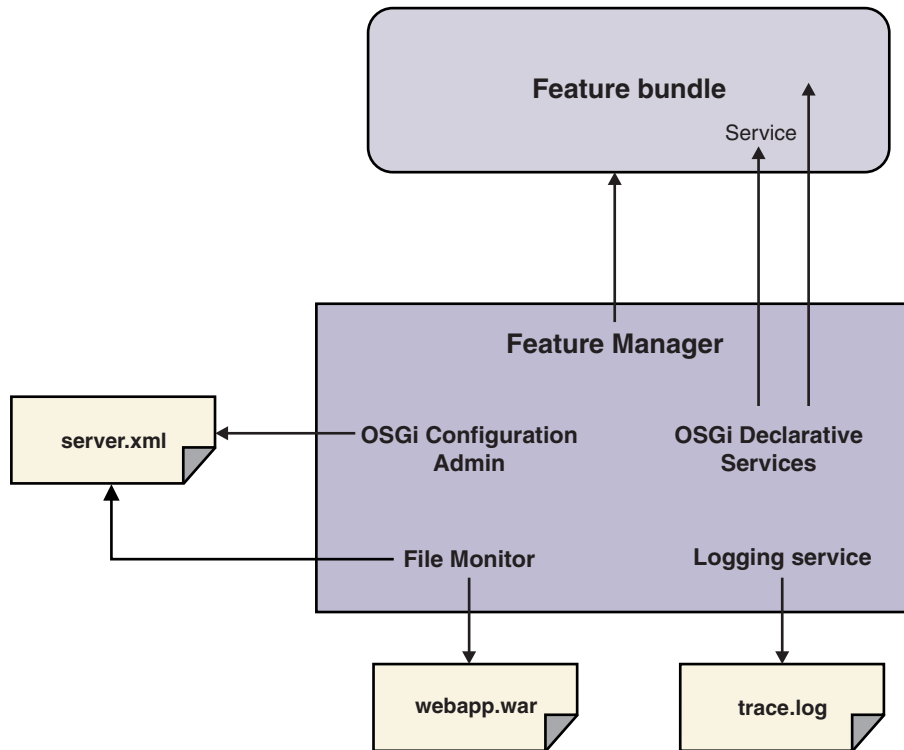 Feature bundle
Service
Feature Manager
server.xml
OSGi Configuration
Admin
OSGi Declarative
Services
File Monitor
Logging service
webapp.war
trace.log